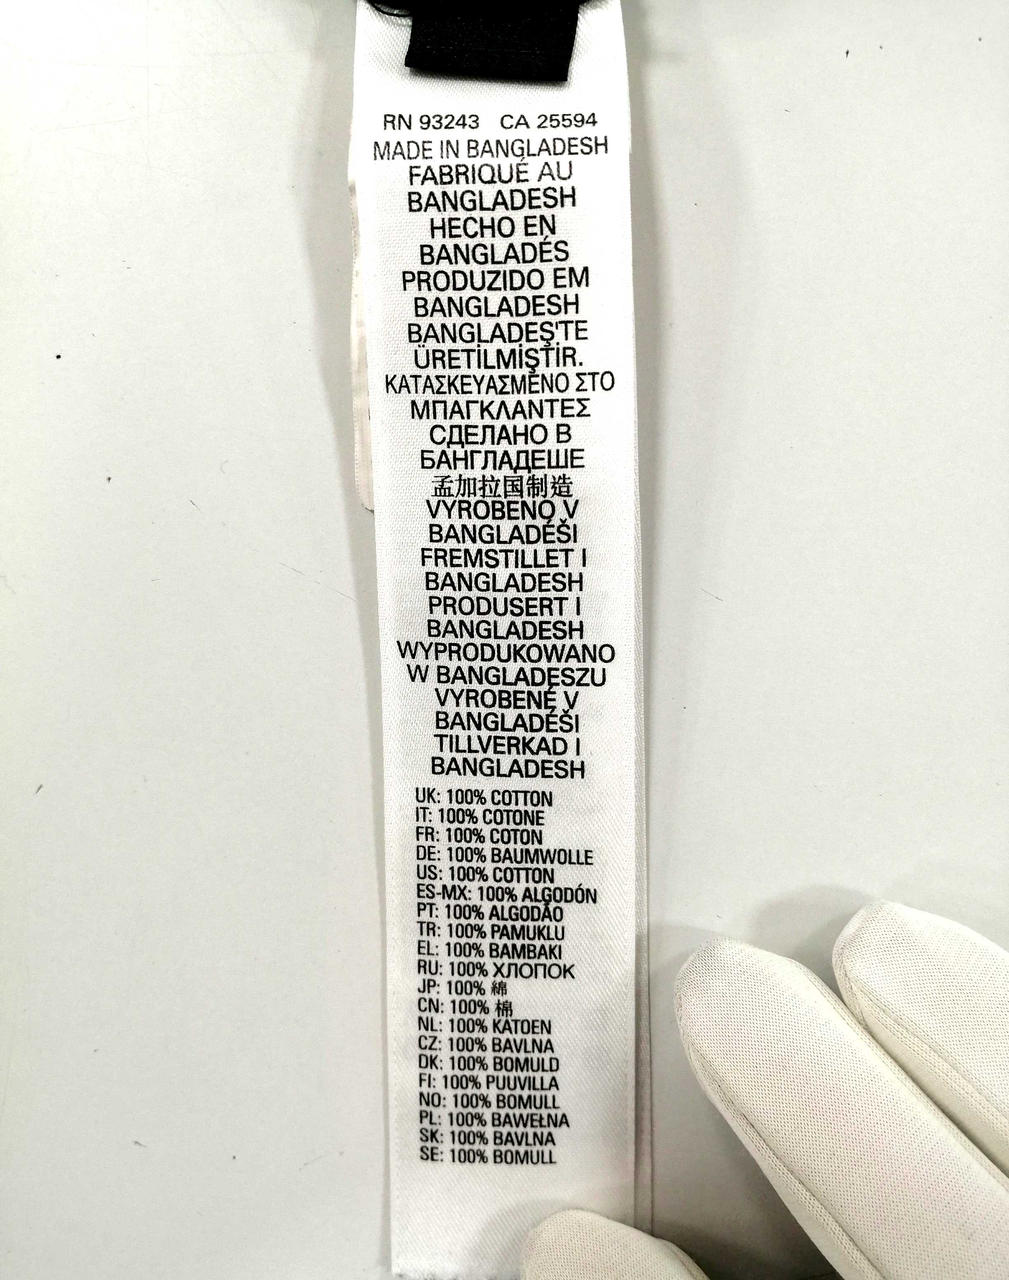 RN 93243 CA 25594
MADE IN BANGLADESH
FABRIQUÉ AU
BANGLADESH
HECHO EN
BANGLADÉS
PRODUZIDO EM
BANGLADESH
BANGLADEŞ'TE
ÜRETİLMİŞTİR.
ΚΑΤΑΣΚΕΥΑΣΜΕΝΟ ΣΤΟ
ΜΠΑΓΚΛΑΝΤΕΣ
СДЕЛАНО В
БАНГЛАДЕШЕ
孟加拉国制造
VYROBENO V
BANGLADÉŠI
FREMSTILLET I
BANGLADESH
PRODUSERT I
BANGLADESH
WYPRODUKOWANO
W BANGLADESZU
VYROBENÉ V
BANGLADÉŠI
TILLVERKAD I
BANGLADESH
UK: 100% COTTON
IT: 100% COTONE
FR: 100% COTON
DE: 100% BAUMWOLLE
US: 100% COTTON
ES-MX: 100% ALGODÓN
PT: 100% ALGODÃO
TR: 100% PAMUKLU
EL: 100% ΒΑΜΒΑΚΙ
RU: 100% ХЛОПОК
JP: 100% 綿
CN: 100% 棉
NL: 100% KATOEN
CZ: 100% BAVLNA
DK: 100% BOMULD
FI: 100% PUUVILLA
NO: 100% BOMULL
PL: 100% BAWEŁNA
SK: 100% BAVLNA
SE: 100% BOMULL